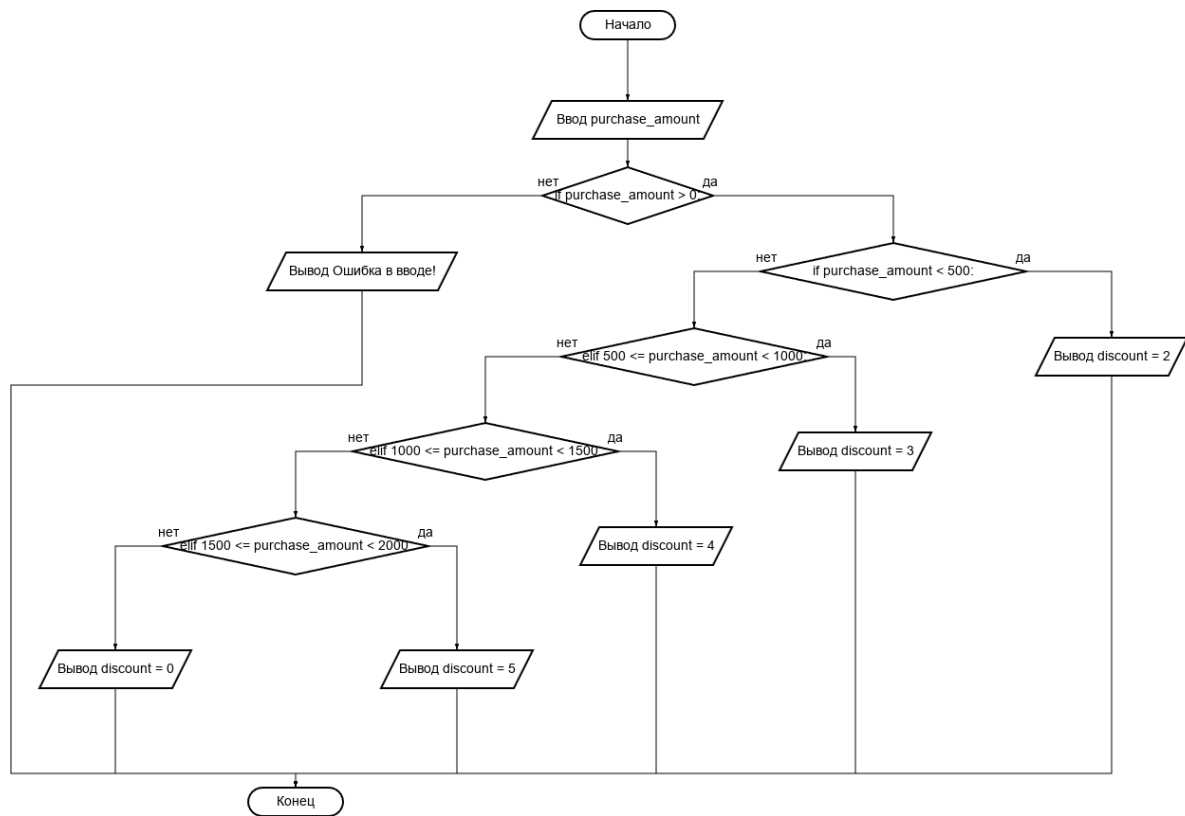 Начало
Ввод purchase_amount
нет
да
if purchase_amount > 0:
Вывод Ошибка в вводе!
нет
да
if purchase_amount < 500:
нет
да
elif 500 <= purchase_amount < 1000:
Вывод discount = 2
нет
да
elif 1000 <= purchase_amount < 1500
Вывод discount = 3
нет
да
elif 1500 <= purchase_amount < 2000
Вывод discount = 4
Вывод discount = 0
Вывод discount = 5
Конец